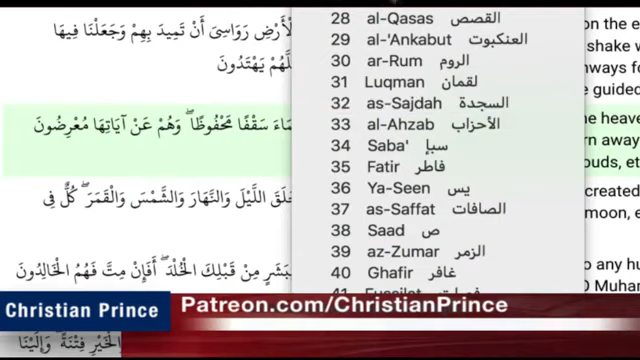 الْأَرْضِ رَوَاسِيَ أَنْ تَمِيدَ بِهِمْ وَجَعَلْنَا فِيهَا
يَهْتَدُونَ
سَقْفًا مَحْفُوظًا ۖ وَهُمْ عَنْ آيَاتِهَا مُعْرِضُونَ
اللَّيْلَ وَالنَّهَارَ وَالشَّمْسَ وَالْقَمَرَ ۖ كُلٌّ فِي
مِنْ قَبْلِكَ الْخُلْدَ ۖ أَفَإِنْ مِتَّ فَهُمُ الْخَالِدُونَ
فِتْنَةً ۖ وَإِلَيْنَا
28 al-Qasas القصص
29 al-'Ankabut العنكبوت
30 ar-Rum الروم
31 Luqman لقمان
32 as-Sajdah السجدة
33 al-Ahzab الأحزاب
34 Saba' سبإ
35 Fatir فاطر
36 Ya-Seen يس
37 as-Saffat الصافات
38 Saad ص
39 az-Zumar الزمر
40 Ghafir غافر
on the e
shake w
ways fo
guided
heave
away
ouds, et
created
moon, e
any hu
Muham
Christian Prince
Patreon.com/ChristianPrince